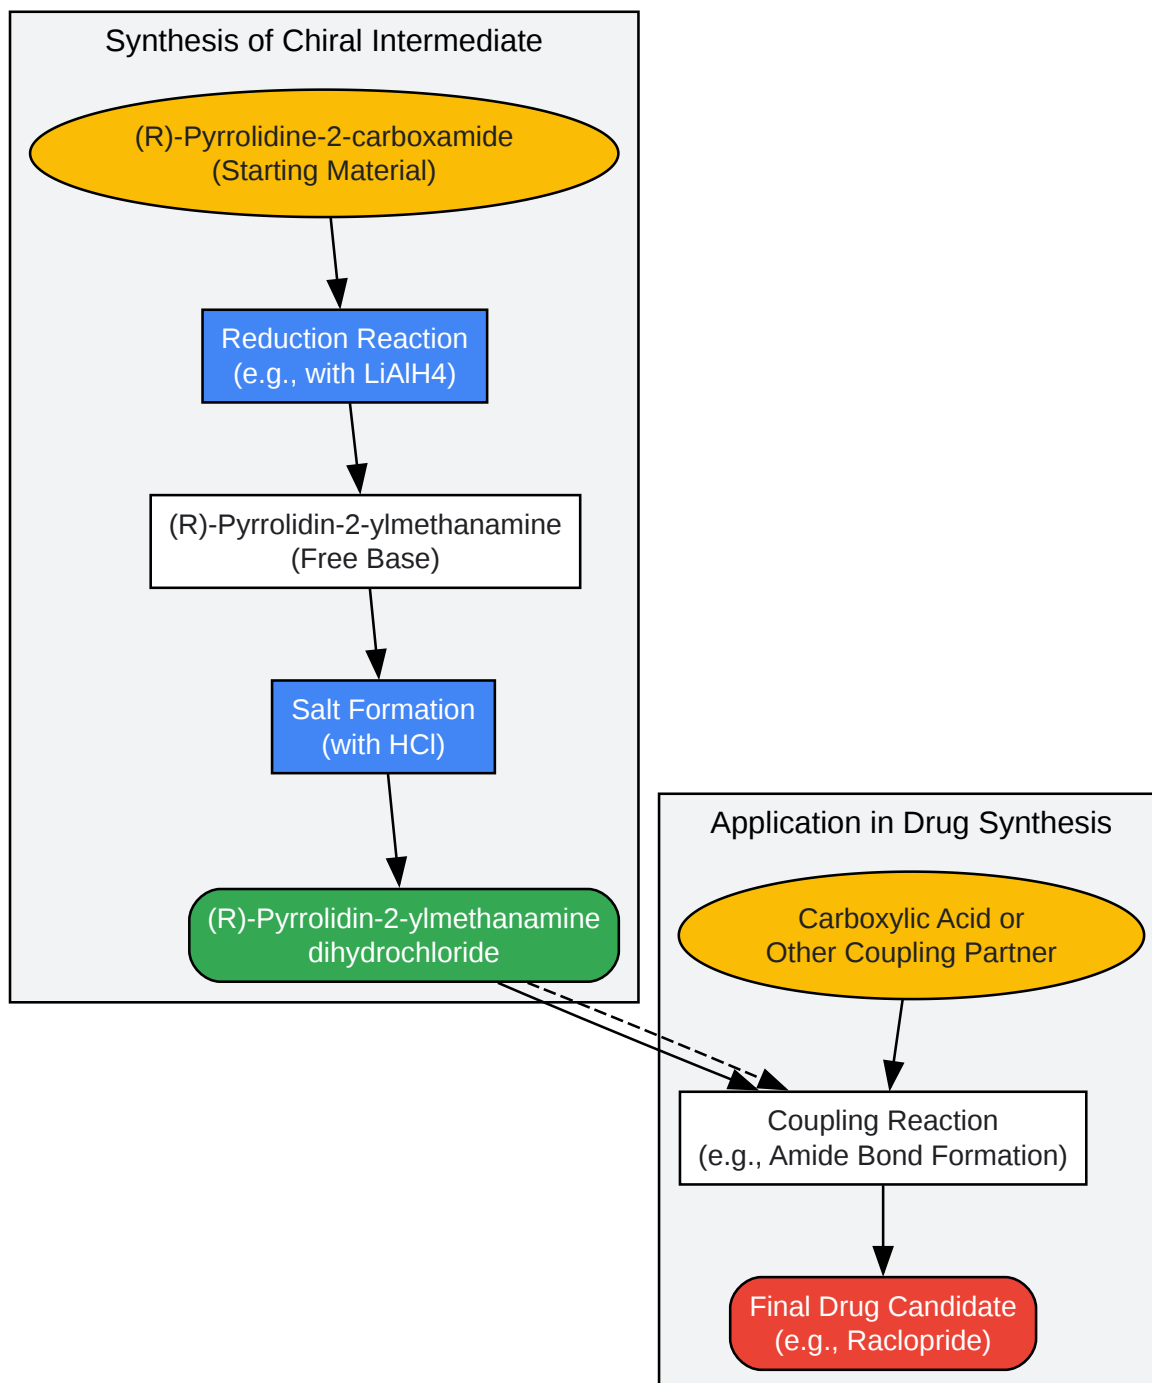 Synthesis of Chiral Intermediate
(R)-Pyrrolidine-2-carboxamide
(Starting Material)
Reduction Reaction
(e.g., with LiAlH4)
(R)-Pyrrolidin-2-ylmethanamine
(Free Base)
Salt Formation
(with HCl)
(R)-Pyrrolidin-2-ylmethanamine
dihydrochloride
Application in Drug Synthesis
Carboxylic Acid or
Other Coupling Partner
Coupling Reaction
(e.g., Amide Bond Formation)
Final Drug Candidate
(e.g., Raclopride)